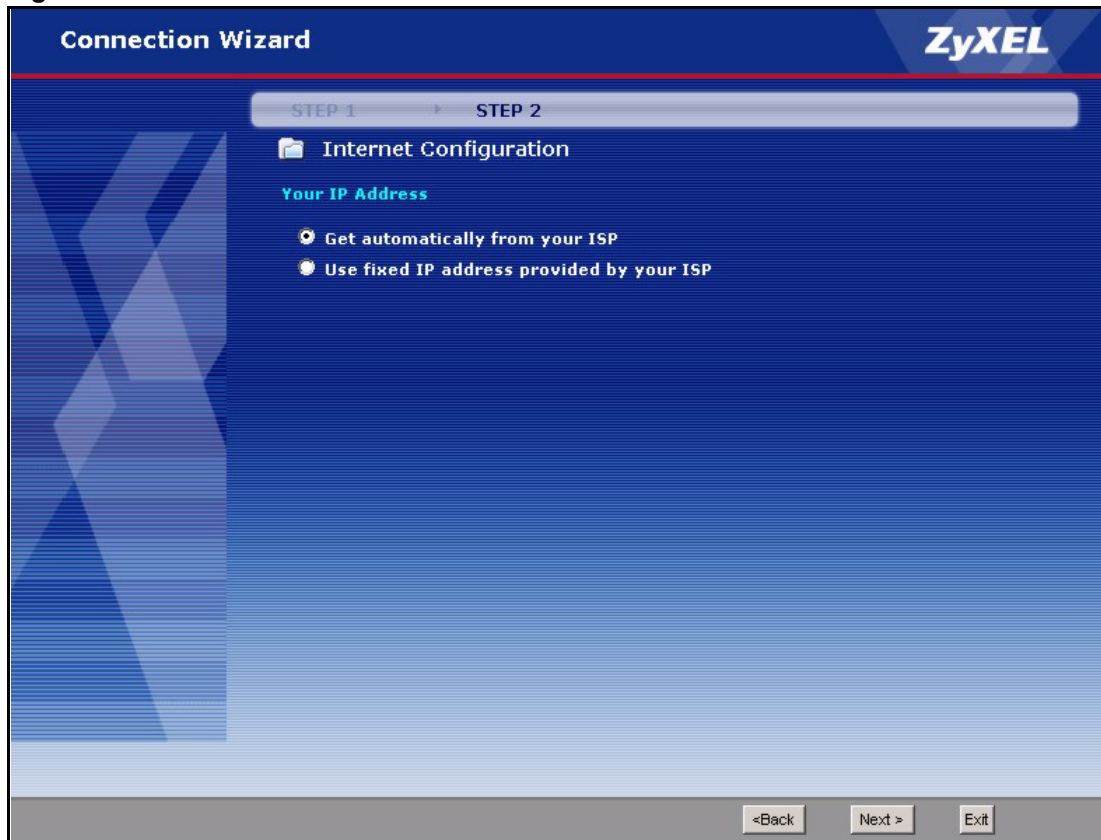 Connection Wizard
ZyXEL
STEP 1
STEP 2
Internet Configuration
Your IP Address
Get automatically from your ISP
Use fixed IP address provided by your ISP
<Back
Next >
Exit